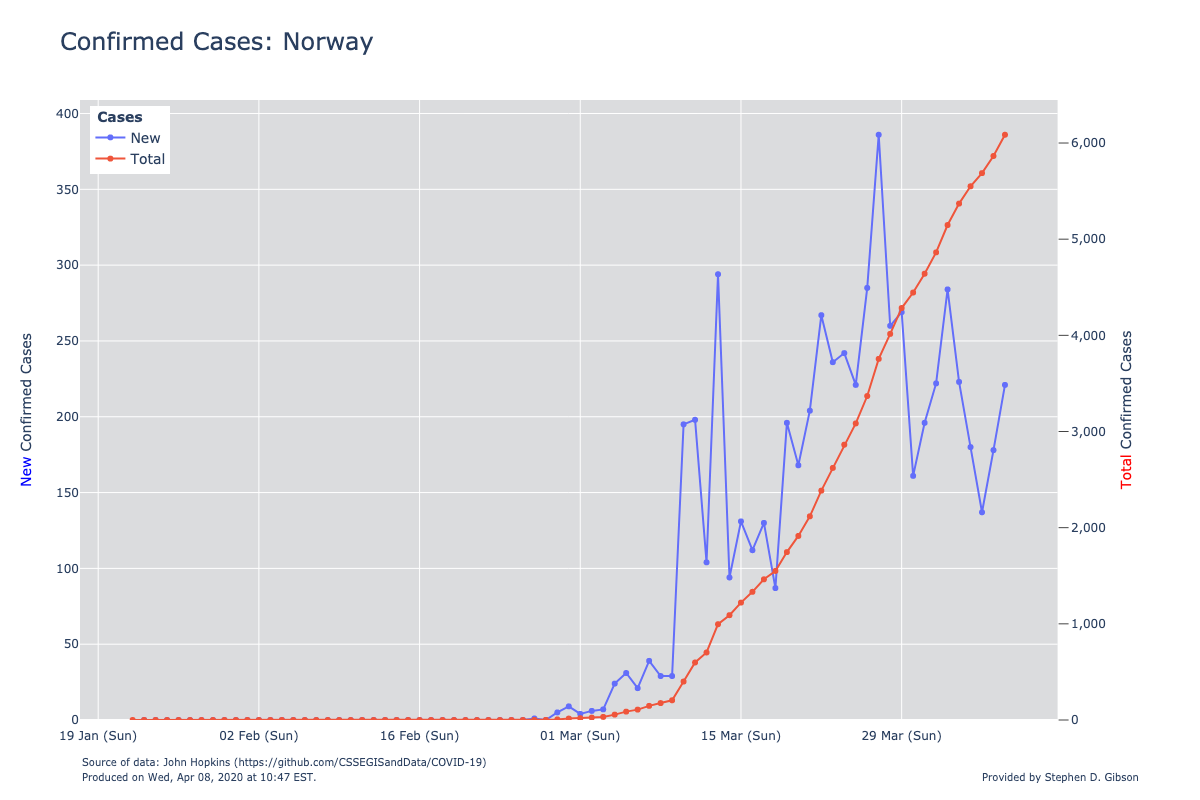 Confirmed Cases: Norway
Cases
New
Total
400
350
300
250
200
150
100
50
0
6,000
5,000
4,000
3,000
2,000
1,000
0
New Confirmed Cases
Total Confirmed Cases
19 Jan (Sun)
02 Feb (Sun)
16 Feb (Sun)
01 Mar (Sun)
15 Mar (Sun)
29 Mar (Sun)
Source of data: John Hopkins (https://github.com/CSSEGISandData/COVID-19)
Produced on Wed, Apr 08, 2020 at 10:47 EST.
Provided by Stephen D. Gibson